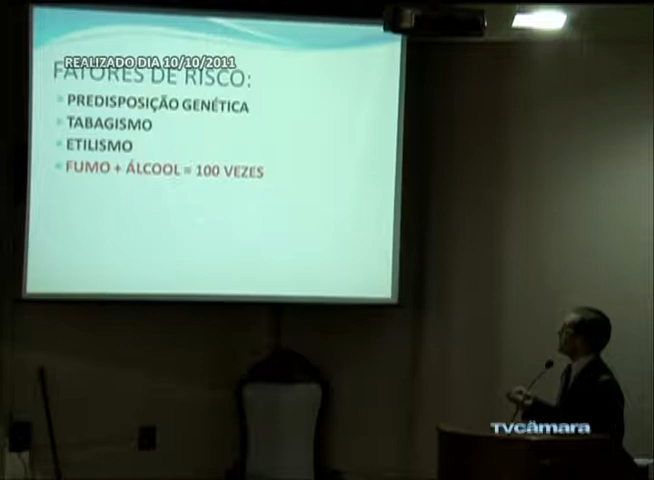 REALIZADO DIA 10/10/2011
FATORES DE RISCO:
PREDISPOSIÇÃO GENÉTICA
TABAGISMO
ETILISMO
FUMO + ÁLCOOL = 100 VEZES
TVCÂMARA